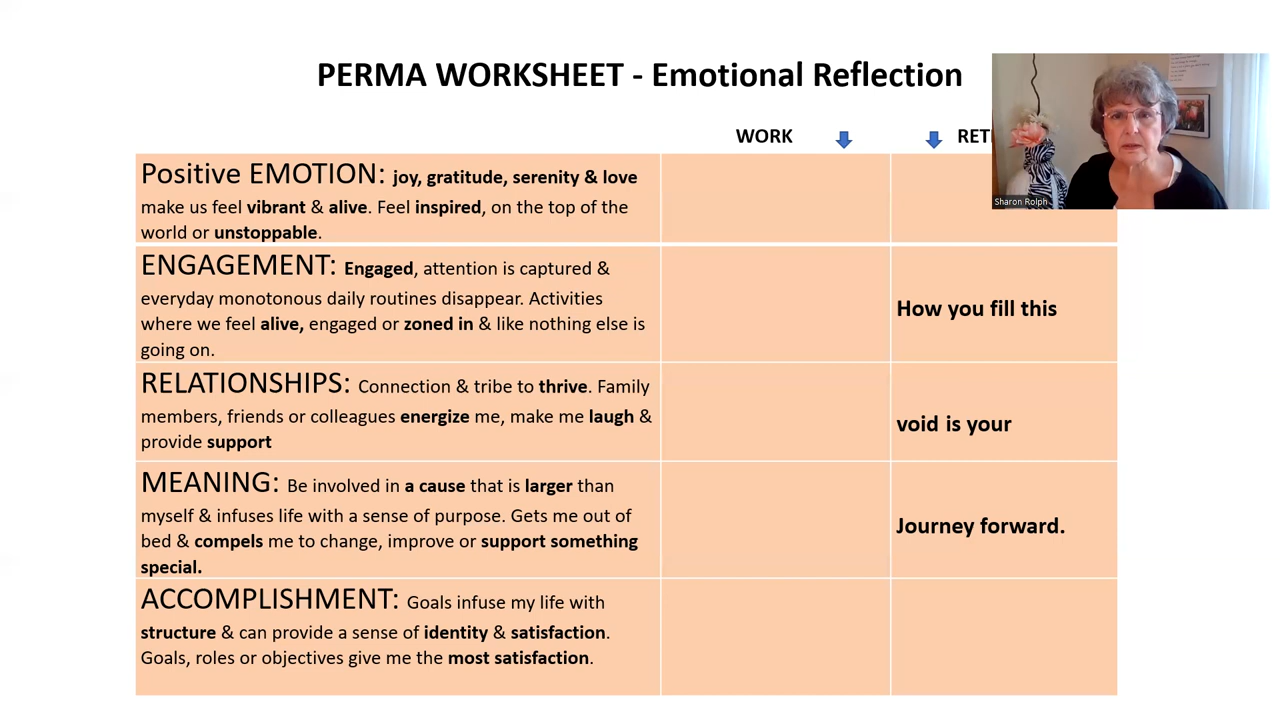 PERMA WORKSHEET - Emotional Reflection
WORK
Sharon Rolph
Positive EMOTION: joy, gratitude, serenity & love
make us feel vibrant & alive. Feel inspired, on the top of the
world or unstoppable.
ENGAGEMENT: Engaged, attention is captured &
everyday monotonous daily routines disappear. Activities
where we feel alive, engaged or zoned in & like nothing else is
going on.
How you fill this
RELATIONSHIPS: Connection & tribe to thrive. Family
members, friends or colleagues energize me, make me laugh &
provide support
void is your
MEANING: Be involved in a cause that is larger than
myself & infuses life with a sense of purpose. Gets me out of
bed & compels me to change, improve or support something
special.
Journey forward.
ACCOMPLISHMENT: Goals infuse my life with
structure & can provide a sense of identity & satisfaction.
Goals, roles or objectives give me the most satisfaction.